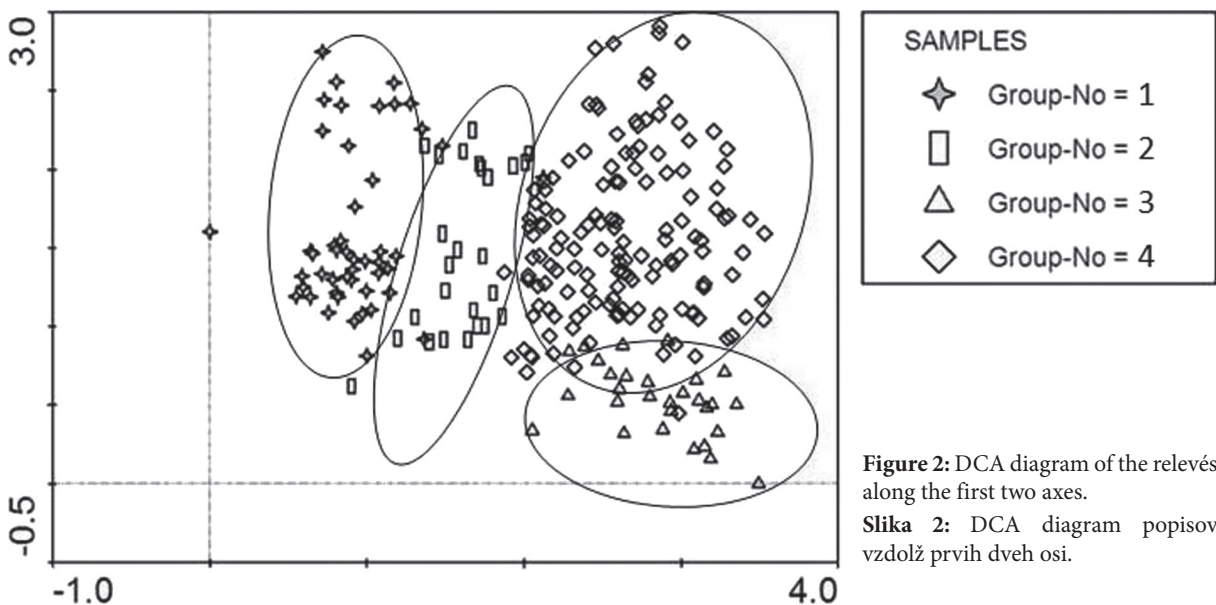 3.0
-0.5
-1.0
4.0
SAMPLES
Group-No = 1
Group-No = 2
Group-No = 3
Group-No = 4
Figure 2: DCA diagram of the relevés
along the first two axes.
Slika 2: DCA diagram popisov
vzdolž prvih dveh osi.